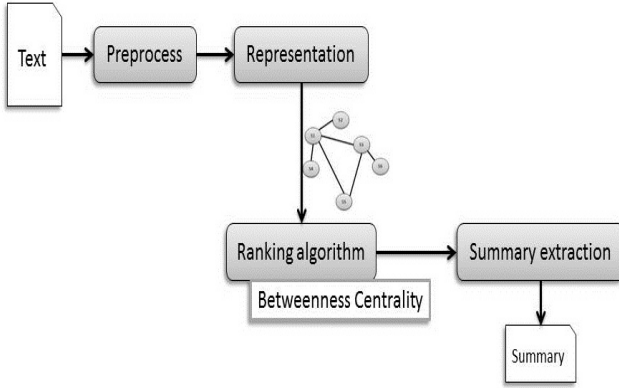 Text
Preprocess
Representation
Ranking algorithm
Betweenness Centrality
Summary extraction
Summary